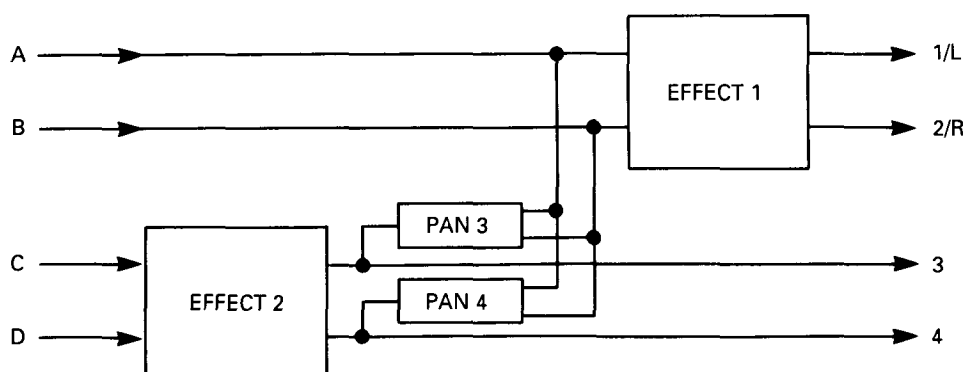 A
1/L
EFFECT 1
B
2/R
PAN 3
C
3
EFFECT 2
PAN 4
D
4